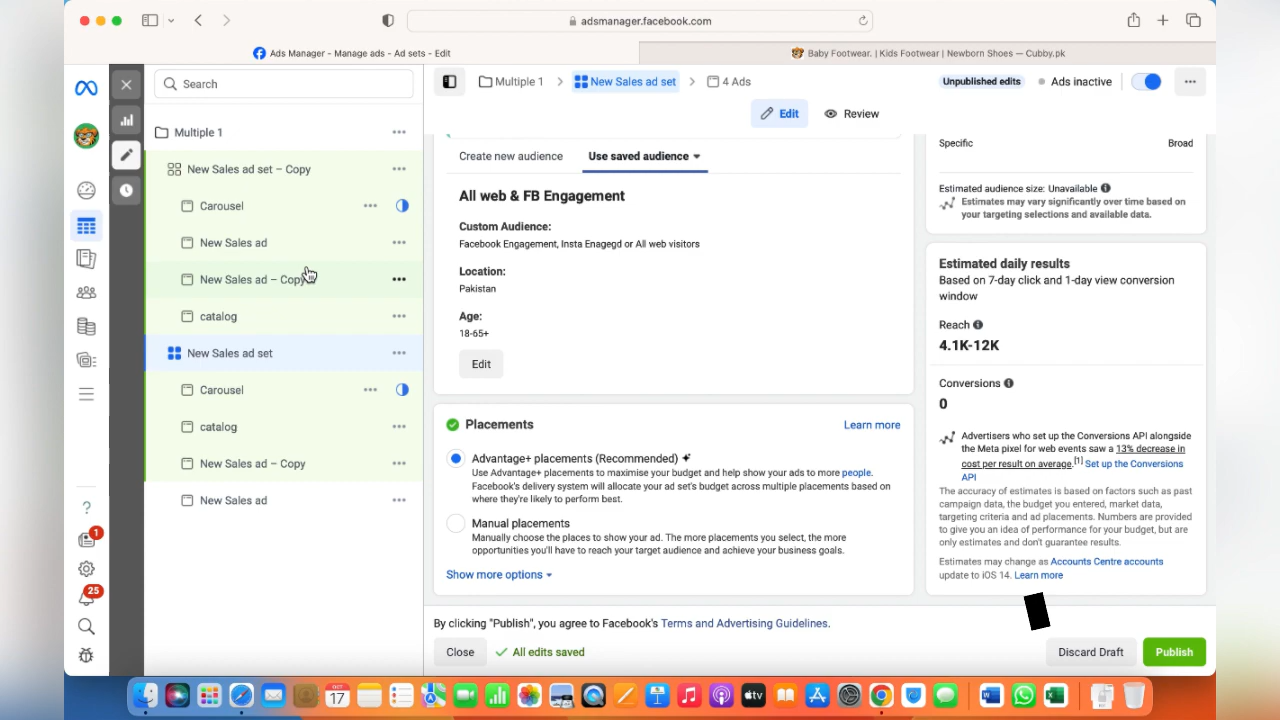 adsmanager.facebook.com
Ads Manager - Manage ads - Ad sets - Edit
Baby Footwear. | Kids Footwear | Newborn Shoes — Cubby.pk
Search
Multiple 1
New Sales ad set – Copy
Carousel
New Sales ad
New Sales ad – Copy
catalog
New Sales ad set
Carousel
catalog
New Sales ad – Copy
New Sales ad
1
25
Multiple 1
New Sales ad set
4 Ads
Unpublished edits
Ads inactive
Edit
Review
Create new audience
Use saved audience
All web & FB Engagement
Custom Audience:
Facebook Engagement, Insta Enagegd or All web visitors
Location:
Pakistan
Age:
18-65+
Edit
Placements
Learn more
Advantage+ placements (Recommended)
Use Advantage+ placements to maximise your budget and help show your ads to more people.
Facebook's delivery system will allocate your ad set's budget across multiple placements based on
where they're likely to perform best.
Manual placements
Manually choose the places to show your ad. The more placements you select, the more
opportunities you'll have to reach your target audience and achieve your business goals.
Show more options
Specific
Broad
Estimated audience size: Unavailable
Estimates may vary significantly over time based on
your targeting selections and available data.
Estimated daily results
Based on 7-day click and 1-day view conversion
window
Reach
4.1K-12K
Conversions
0
Advertisers who set up the Conversions API alongside
the Meta pixel for web events saw a 13% decrease in
cost per result on average.[1] Set up the Conversions
API
The accuracy of estimates is based on factors such as past
campaign data, the budget you entered, market data,
targeting criteria and ad placements. Numbers are provided
to give you an idea of performance for your budget, but are
only estimates and don't guarantee results.
Estimates may change as Accounts Centre accounts
update to iOS 14. Learn more
By clicking "Publish", you agree to Facebook's Terms and Advertising Guidelines.
Close
All edits saved
Discard Draft
Publish
OCT
17
tv